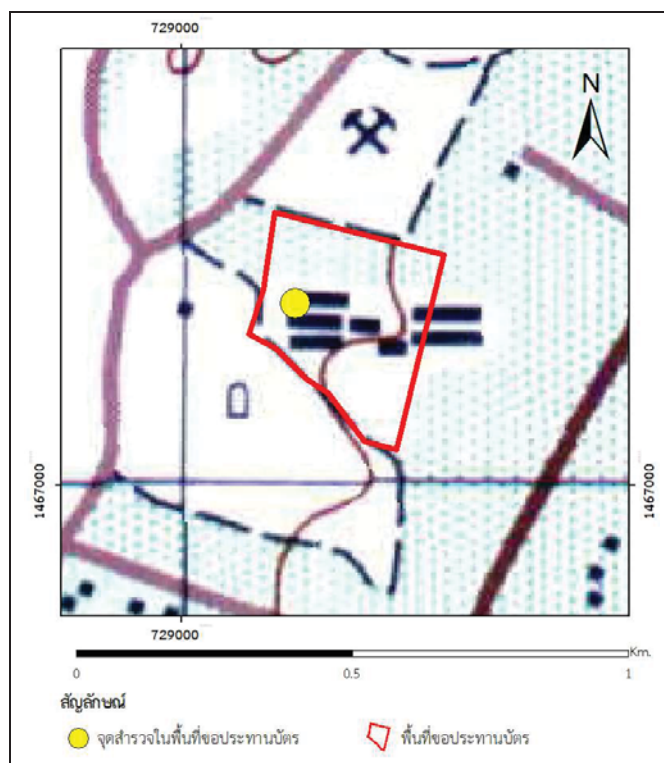 729000
N
1467000
1467000
729000
Km.
0 0.5 1
สัญลักษณ์
จุดสำรวจในพื้นที่ขอประทานบัตร พื้นที่ขอประทานบัตร